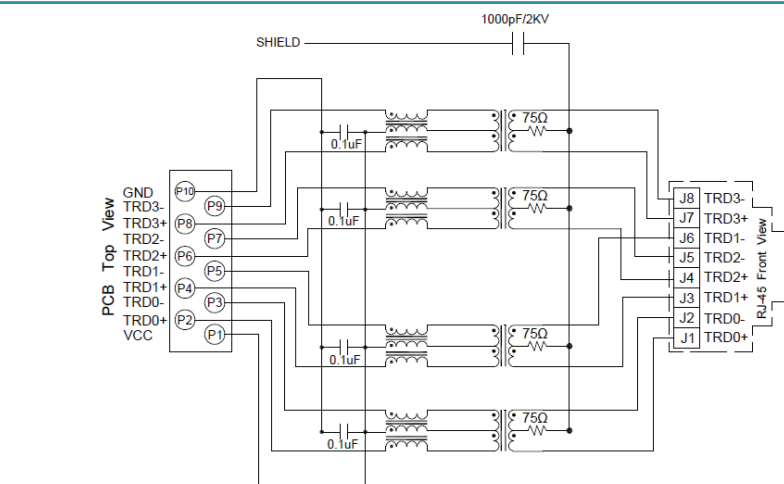 1000pF/2KV
SHIELD
75Ω
0.1uF
75Ω
0.1uF
75Ω
0.1uF
75Ω
0.1uF
PCB Top View
GND
TRD3-
TRD3+
TRD2-
TRD2+
TRD1-
TRD1+
TRD0-
TRD0+
VCC
P10
P9
P8
P7
P6
P5
P4
P3
P2
P1
J8 TRD3-
J7 TRD3+
J6 TRD1-
J5 TRD2-
J4 TRD2+
J3 TRD1+
J2 TRD0-
J1 TRD0+
RJ-45 Front View